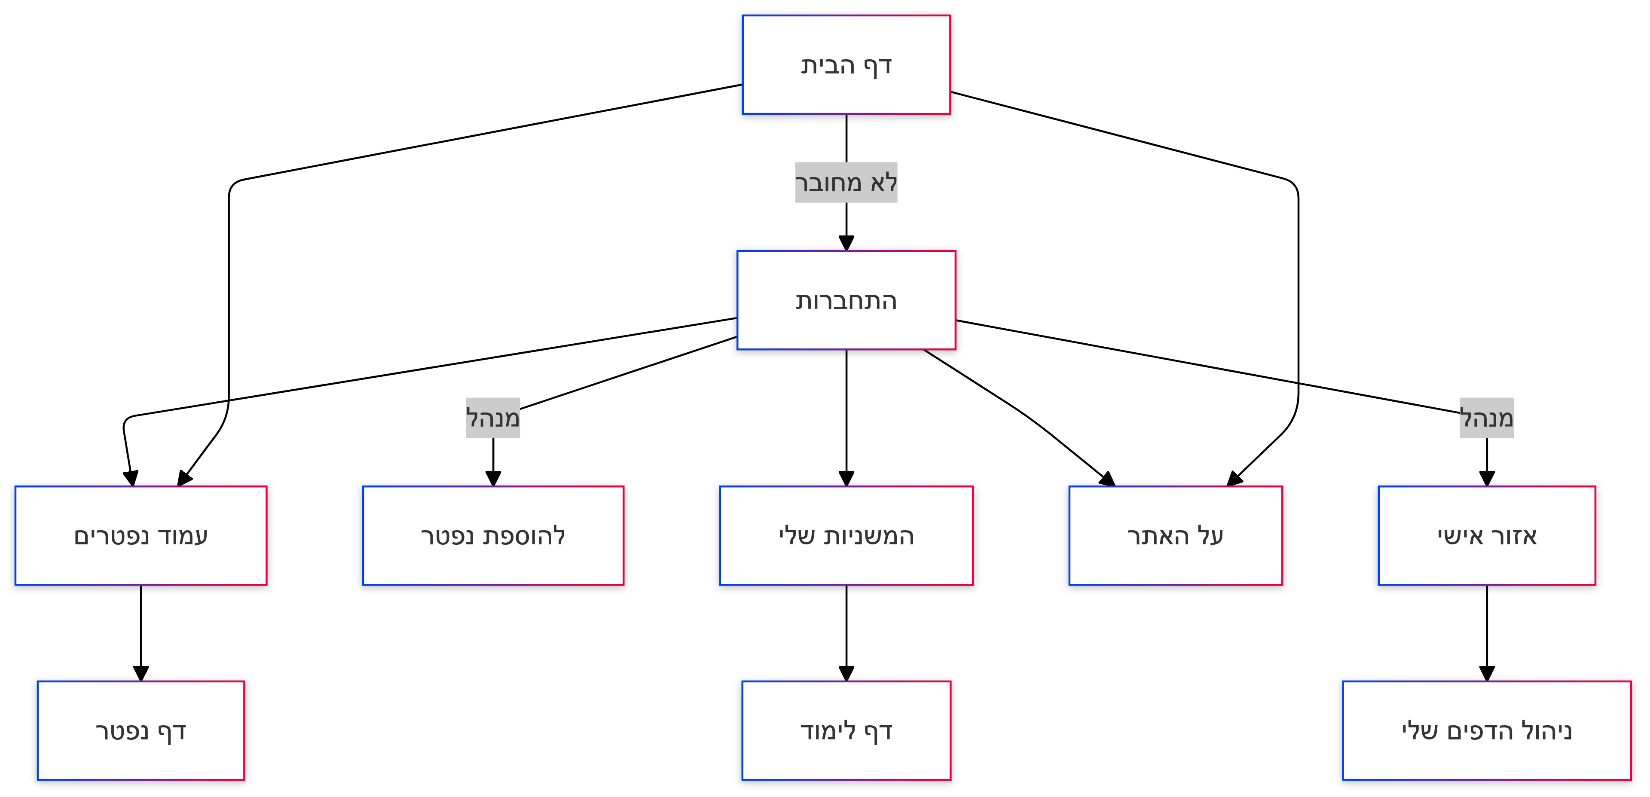 דף הבית
לא מחובר
התחברות
מנהל
מנהל
אזור אישי
על האתר
המשניות שלי
להוספת נפטר
עמוד נפטרים
ניהול הדפים שלי
דף לימוד
דף נפטר